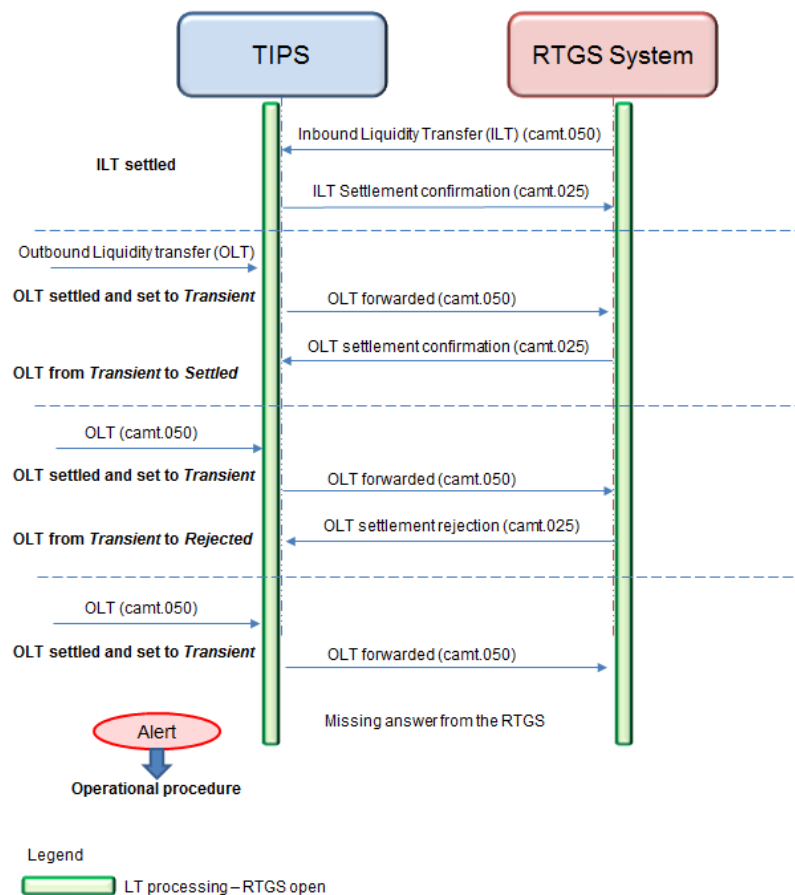 TIPS
RTGS System
Inbound Liquidity Transfer (ILT) (camt.050)
ILT settled
ILT Settlement confirmation (camt.025)
Outbound Liquidity transfer (OLT)
OLT settled and set to Transient
OLT forwarded (camt.050)
OLT settlement confirmation (camt.025)
OLT from Transient to Settled
OLT (camt.050)
OLT settled and set to Transient
OLT forwarded (camt.050)
OLT settlement rejection (camt.025)
OLT from Transient to Rejected
OLT (camt.050)
OLT settled and set to Transient
OLT forwarded (camt.050)
Missing answer from the RTGS
Alert
Operational procedure
Legend
LT processing – RTGS open